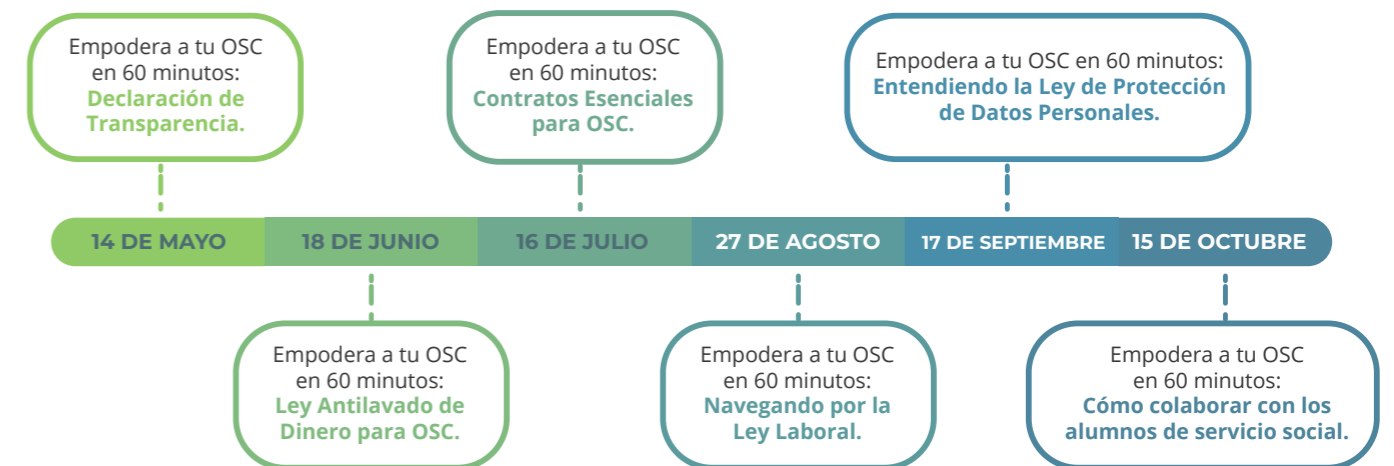 Empodera a tu OSC
en 60 minutos:
Declaración de
Transparencia.
Empodera a tu OSC
en 60 minutos:
Contratos Esenciales
para OSC.
Empodera a tu OSC en 60 minutos:
Entendiendo la Ley de Protección
de Datos Personales.
14 DE MAYO
18 DE JUNIO
16 DE JULIO
27 DE AGOSTO
17 DE SEPTIEMBRE
15 DE OCTUBRE
Empodera a tu OSC
en 60 minutos:
Ley Antilavado de
Dinero para OSC.
Empodera a tu OSC
en 60 minutos:
Navegando por la
Ley Laboral.
Empodera a tu OSC
en 60 minutos:
Cómo colaborar con los
alumnos de servicio social.